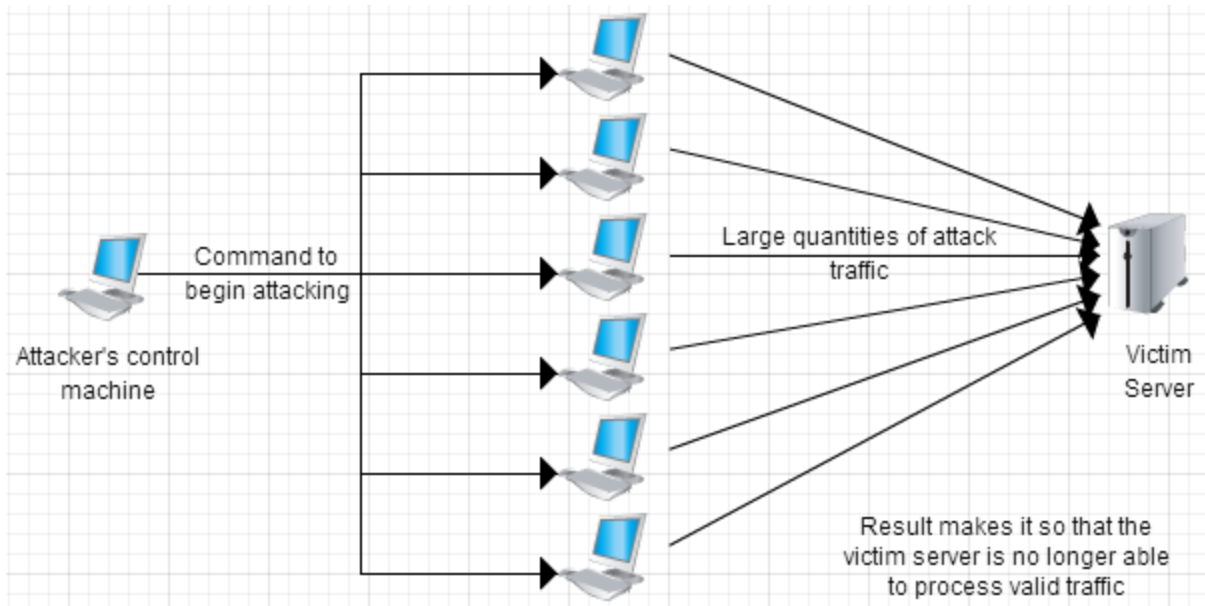 Command to
begin attacking
Attacker's control
machine
Large quantities of attack
traffic
Victim
Server
Result makes it so that the
victim server is no longer able
to process valid traffic